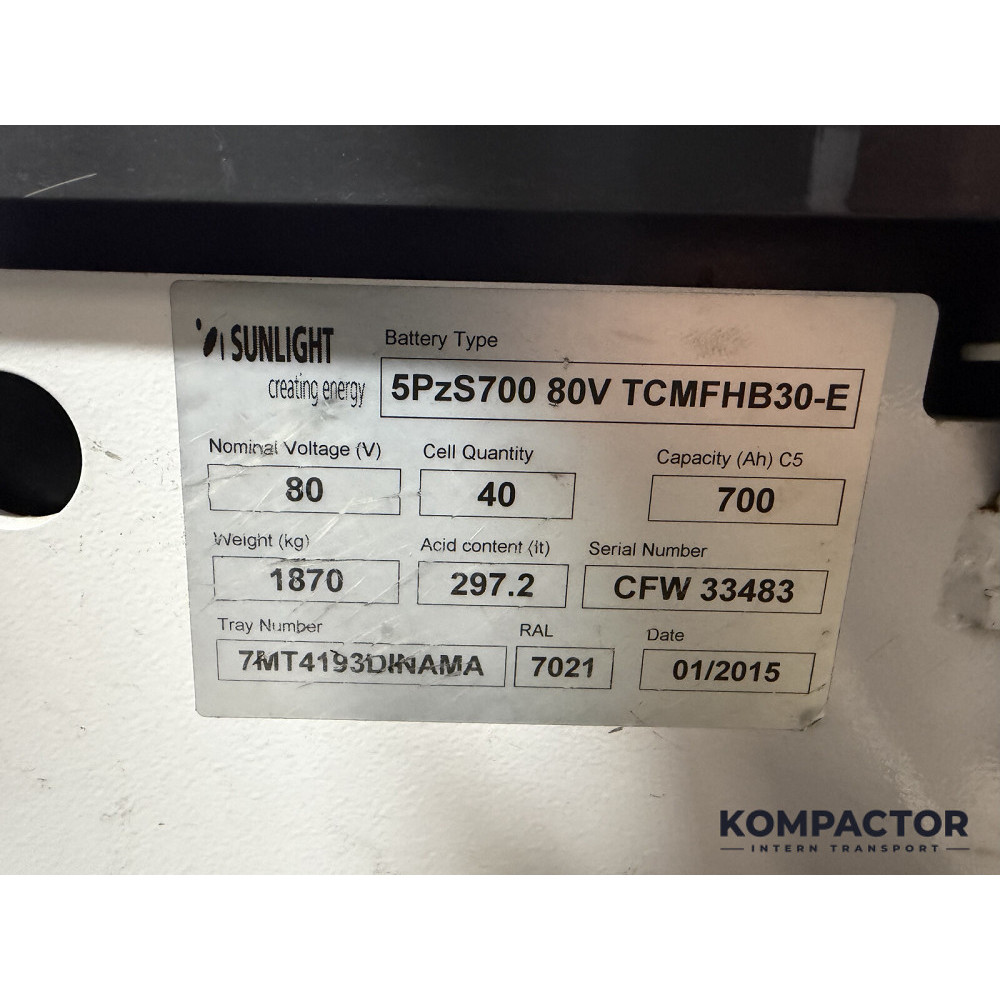 SUNLIGHT
creating energy
Battery Type
5PzS700 80V TCMFHB30-E
Nominal Voltage (V) Cell Quantity Capacity (Ah) C5
80 40 700
Weight (kg) Acid content (lt) Serial Number
1870 297.2 CFW 33483
Tray Number RAL Date
7MT4193DINAMA 7021 01/2015
KOMPACTOR
INTERN TRANSPORT